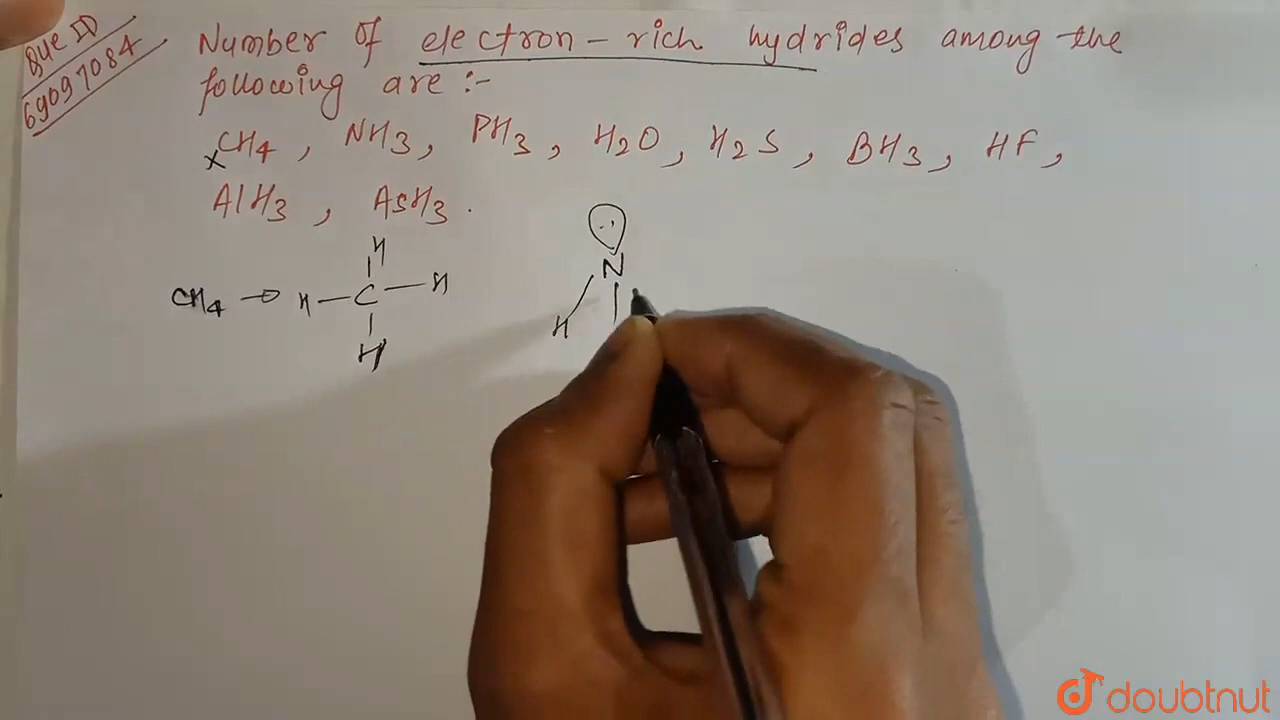 Que ID
69097084
Number of electron - rich hydrides among the
following are :-
CH4 , NH3, PH3 , H2O , H2S , BH3 , HF ,
AlH3 , AsH3 .
CH4 → H - C - H
H
H
N
H
doubtnut